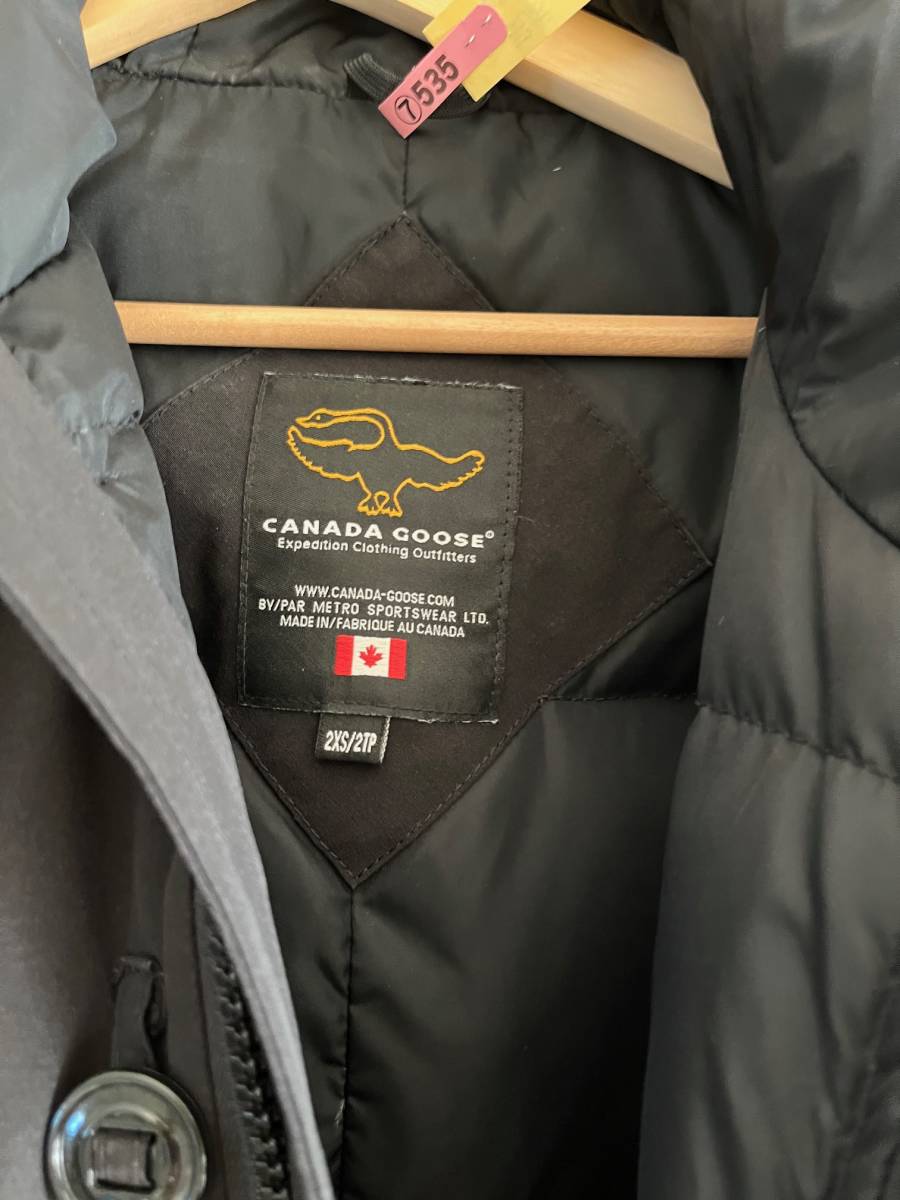 ⑦535
CANADA GOOSE®
Expedition Clothing Outfitters
WWW.CANADA-GOOSE.COM
BY/PAR METRO SPORTSWEAR LTD.
MADE IN/FABRIQUE AU CANADA
2XS/2TP